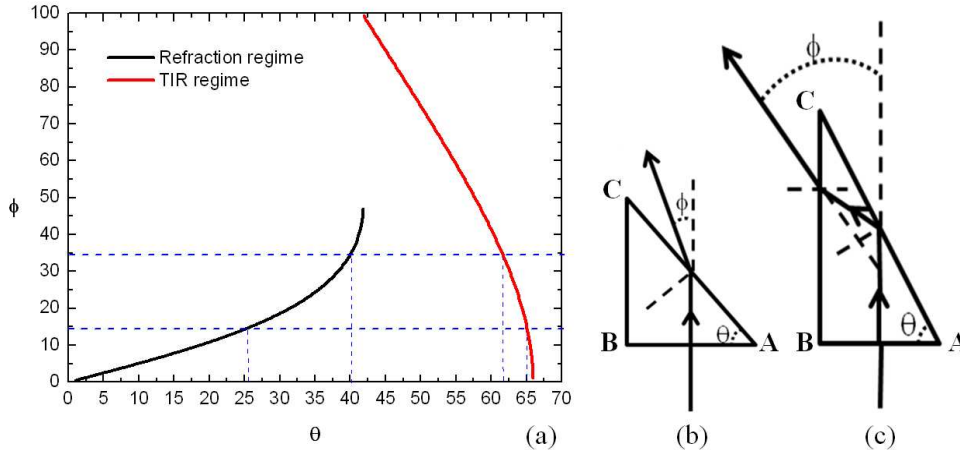 100
90
80
70
60
50
40
30
20
10
0
ϕ
Refraction regime
TIR regime
0 5 10 15 20 25 30 35 40 45 50 55 60 65 70
θ
(a)
C
ϕ
B
θ
A
(b)
ϕ
C
B
θ
A
(c)